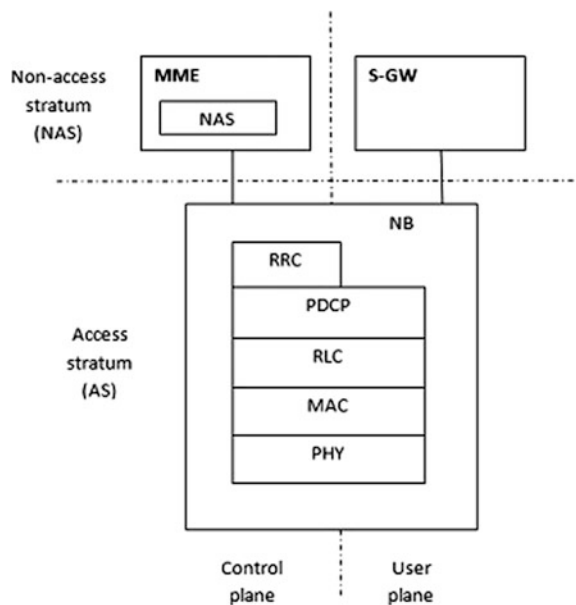 Non-access
stratum
(NAS)
MME
NAS
S-GW
NB
RRC
PDCP
RLC
MAC
PHY
Access
stratum
(AS)
Control
plane
User
plane